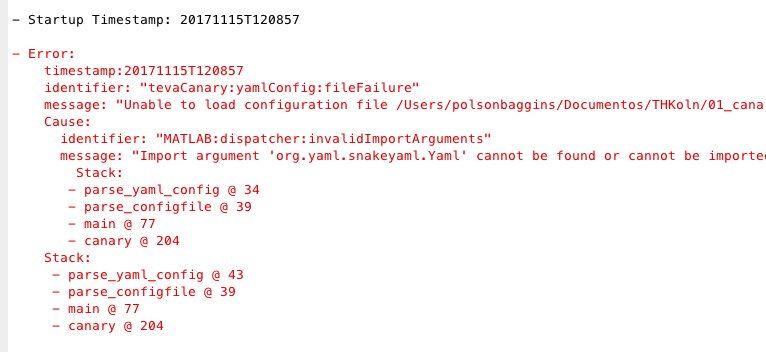 - Startup Timestamp: 20171115T120857
- Error:
timestamp:20171115T120857
identifier: "tevaCanary:yamlConfig:fileFailure"
message: "Unable to load configuration file /Users/polsonbaggins/Documentos/THKoln/01_cana
Cause:
identifier: "MATLAB:dispatcher:invalidImportArguments"
message: "Import argument 'org.yaml.snakeyaml.Yaml' cannot be found or cannot be importe
Stack:
- parse_yaml_config @ 34
- parse_configfile @ 39
- main @ 77
- canary @ 204
Stack:
- parse_yaml_config @ 43
- parse_configfile @ 39
- main @ 77
- canary @ 204